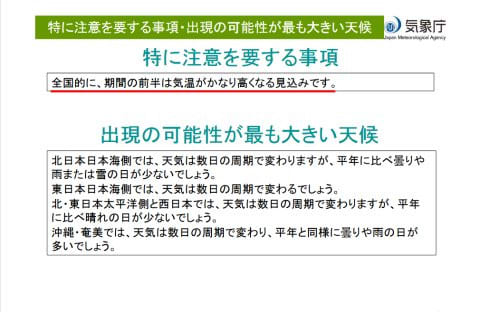 特に注意を要する事項・出現の可能性が最も大きい天候
気象庁
Japan Meteorological Agency
特に注意を要する事項
全国的に、期間の前半は気温がかなり高くなる見込みです。
出現の可能性が最も大きい天候
北日本日本海側では、天気は数日の周期で変わりますが、平年に比べ曇りや
雨または雪の日が少ないでしょう。
東日本日本海側では、天気は数日の周期で変わるでしょう。
北・東日本太平洋側と西日本では、天気は数日の周期で変わりますが、平年
に比べ晴れの日が少ないでしょう。
沖縄・奄美では、天気は数日の周期で変わり、平年と同様に曇りや雨の日が
多いでしょう。